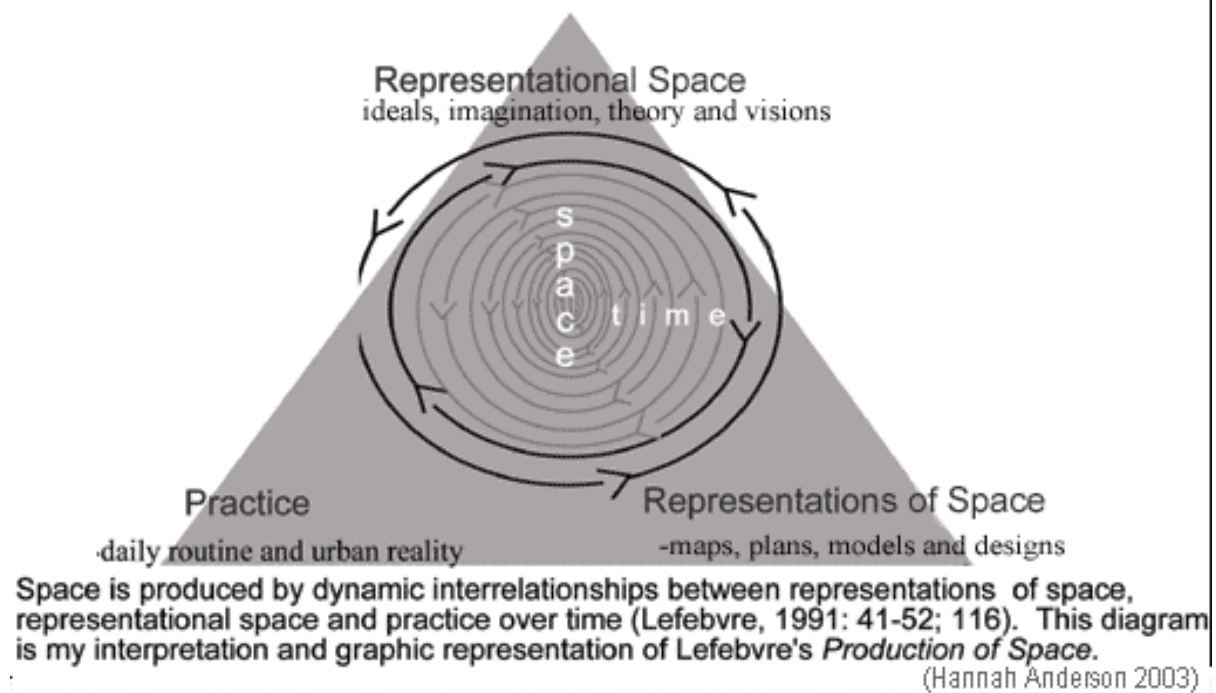 Representational Space
ideals, imagination, theory and visions
space
time
Practice
-daily routine and urban reality
Representations of Space
-maps, plans, models and designs
Space is produced by dynamic interrelationships between representations of space,
representational space and practice over time (Lefebvre, 1991: 41-52; 116). This diagram
is my interpretation and graphic representation of Lefebvre's Production of Space.
(Hannah Anderson 2003)